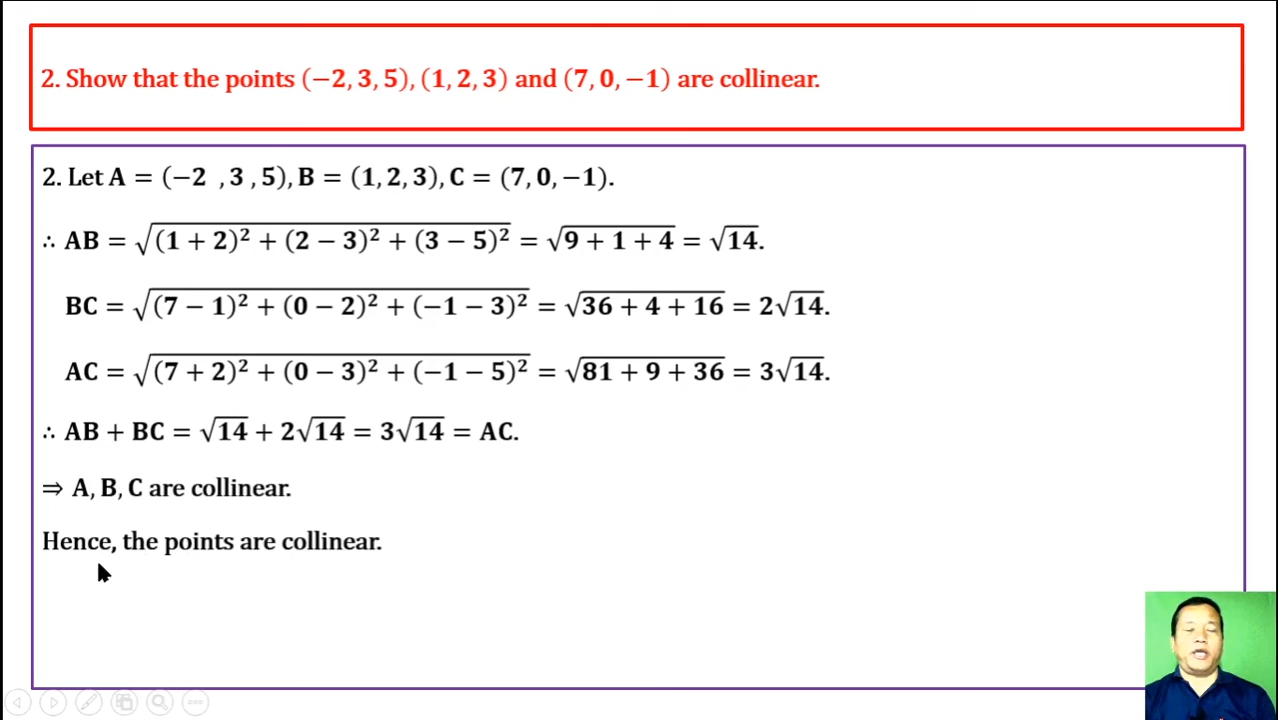 2. Show that the points (−2, 3, 5), (1, 2, 3) and (7, 0, −1) are collinear.
2. Let A = (−2 , 3 , 5), B = (1, 2, 3), C = (7, 0, −1).
∴ AB = √((1 + 2)² + (2 − 3)² + (3 − 5)²) = √(9 + 1 + 4) = √14.
BC = √((7 − 1)² + (0 − 2)² + (−1 − 3)²) = √(36 + 4 + 16) = 2√14.
AC = √((7 + 2)² + (0 − 3)² + (−1 − 5)²) = √(81 + 9 + 36) = 3√14.
∴ AB + BC = √14 + 2√14 = 3√14 = AC.
⇒ A, B, C are collinear.
Hence, the points are collinear.